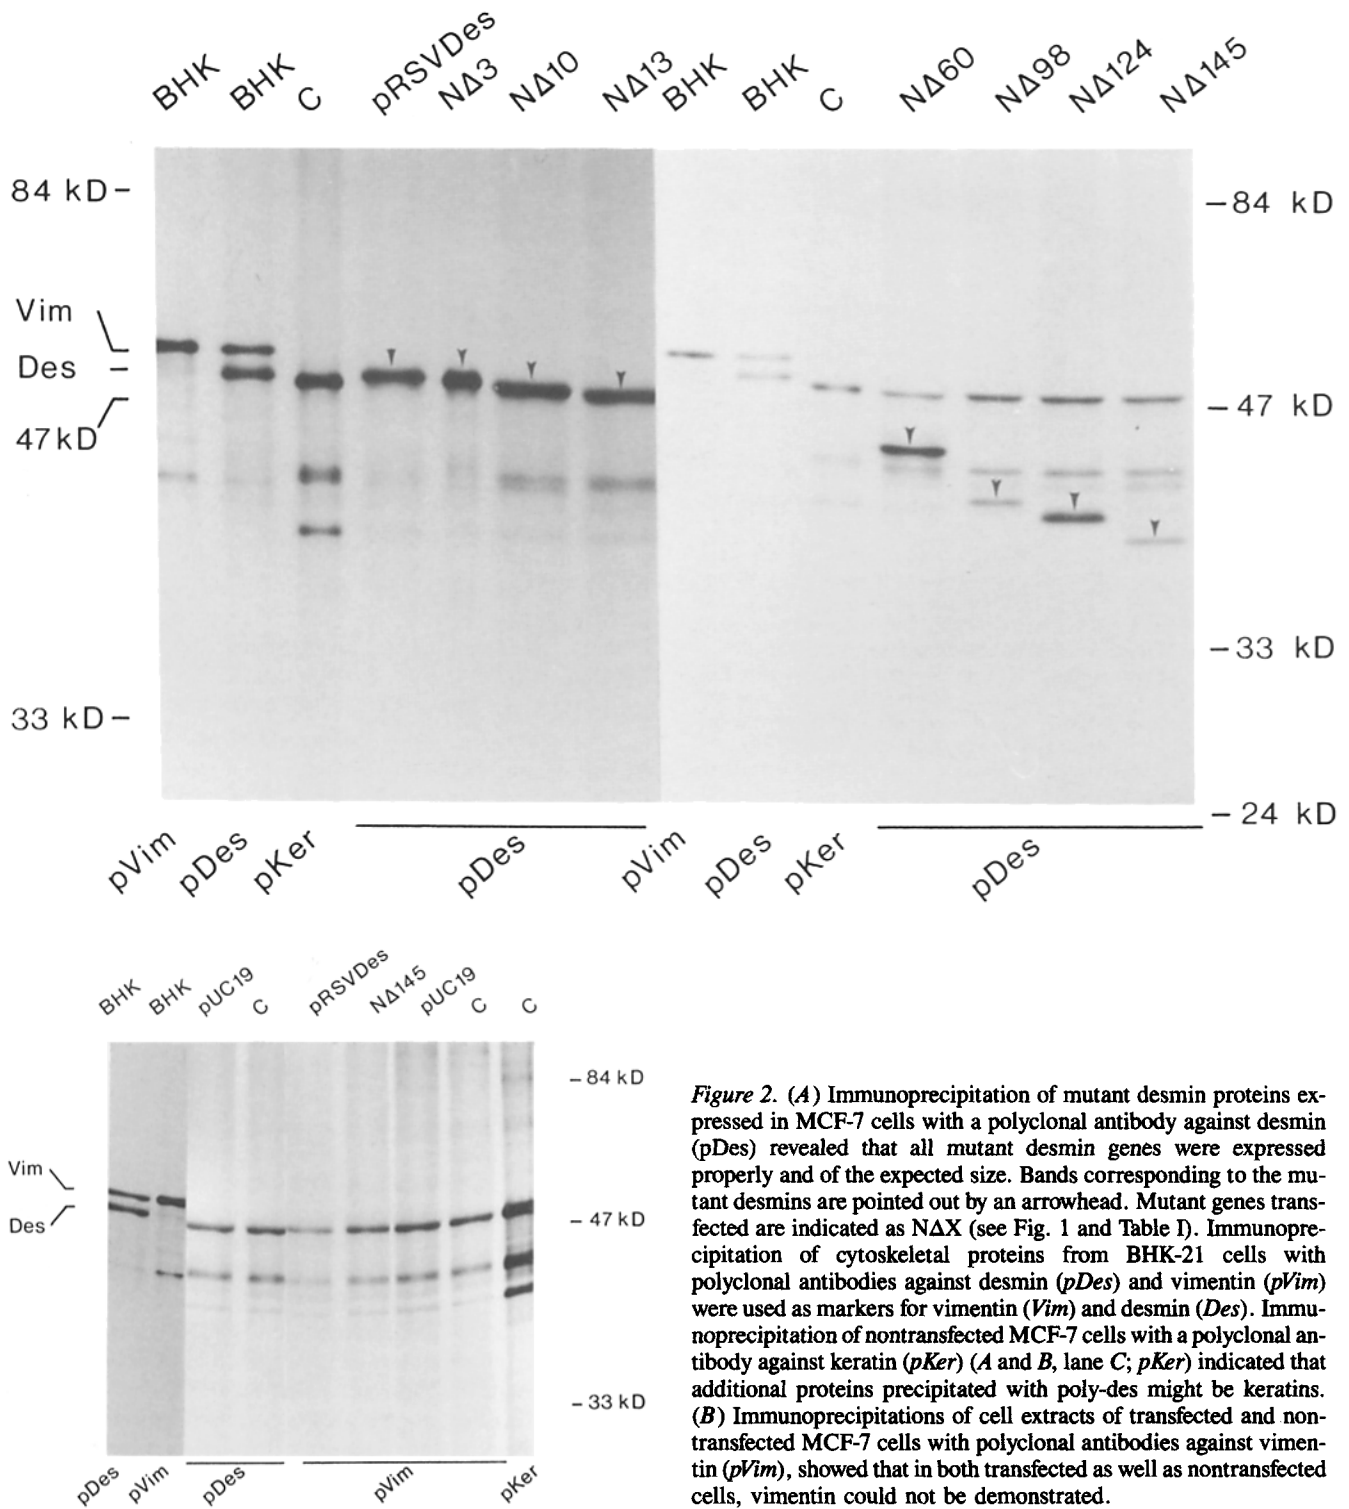 BHK BHK C pRSVDes NΔ3 NΔ10 NΔ13 BHK BHK C NΔ60 NΔ98 NΔ124 NΔ145
84 kD
84 kD
Vim
Des
47 kD
47 kD
33 kD
33 kD
24 kD
pVim pDes pKer pDes pVim pDes pKer pDes
BHK BHK pUC19 C pRSVDes NΔ145 pUC19 C C
84 kD
Vim
Des
47 kD
33 kD
pDes pVim pDes pVim pKer
Figure 2. (A) Immunoprecipitation of mutant desmin proteins ex-
pressed in MCF-7 cells with a polyclonal antibody against desmin
(pDes) revealed that all mutant desmin genes were expressed
properly and of the expected size. Bands corresponding to the mu-
tant desmins are pointed out by an arrowhead. Mutant genes trans-
fected are indicated as NΔX (see Fig. 1 and Table I). Immunopre-
cipitation of cytoskeletal proteins from BHK-21 cells with
polyclonal antibodies against desmin (pDes) and vimentin (pVim)
were used as markers for vimentin (Vim) and desmin (Des). Immu-
noprecipitation of nontransfected MCF-7 cells with a polyclonal an-
tibody against keratin (pKer) (A and B, lane C; pKer) indicated that
additional proteins precipitated with poly-des might be keratins.
(B) Immunoprecipitations of cell extracts of transfected and non-
transfected MCF-7 cells with polyclonal antibodies against vimen-
tin (pVim), showed that in both transfected as well as nontransfected
cells, vimentin could not be demonstrated.